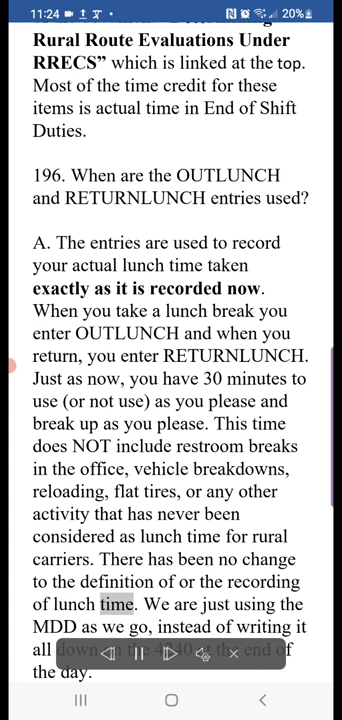 11:24
20%
Rural Route Evaluations Under
RRECS” which is linked at the top.
Most of the time credit for these
items is actual time in End of Shift
Duties.
196. When are the OUTLUNCH
and RETURNLUNCH entries used?
A. The entries are used to record
your actual lunch time taken
exactly as it is recorded now.
When you take a lunch break you
enter OUTLUNCH and when you
return, you enter RETURNLUNCH.
Just as now, you have 30 minutes to
use (or not use) as you please and
break up as you please. This time
does NOT include restroom breaks
in the office, vehicle breakdowns,
reloading, flat tires, or any other
activity that has never been
considered as lunch time for rural
carriers. There has been no change
to the definition of or the recording
of lunch time. We are just using the
MDD as we go, instead of writing it
all down on the 4240 at the end of
the day.